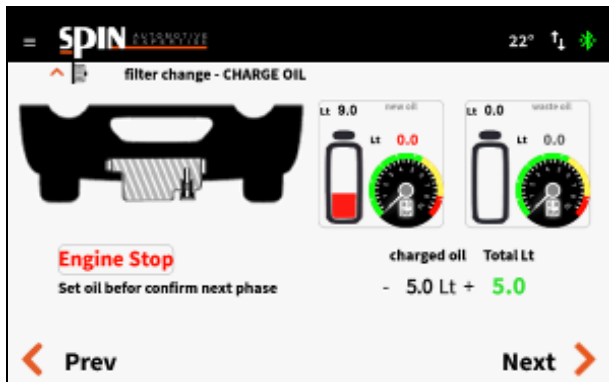 SPIN AUTOMOTIVE EXPERTISE 22°
filter change - CHARGE OIL
Lt 9.0 new oil Lt 0.0 waste oil
Lt 0.0 Lt 0.0
Engine Stop
charged oil Total Lt
Set oil befor confirm next phase
- 5.0 Lt + 5.0
Prev Next